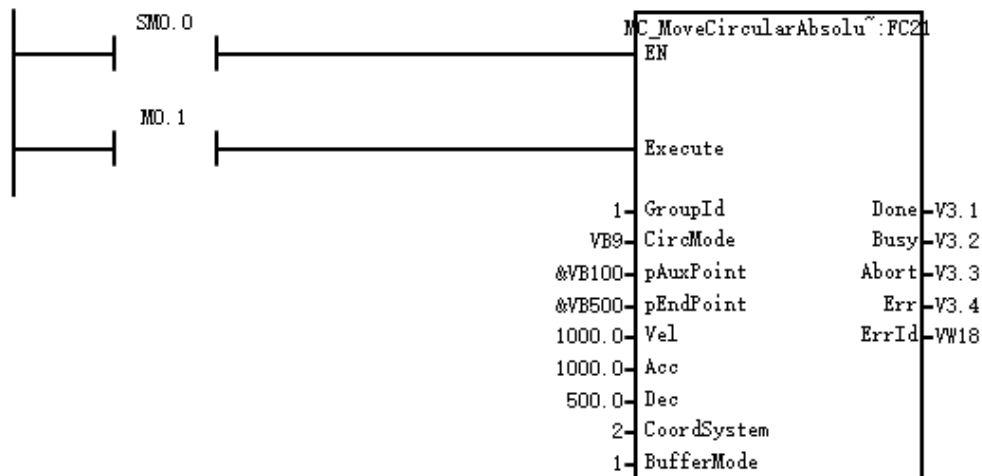 SM0.0
MC_MoveCircularAbsolu~:FC21
EN
M0.1
Execute
1 GroupId Done V3.1
VB9 CircMode Busy V3.2
&VB100 pAuxPoint Abort V3.3
&VB500 pEndPoint Err V3.4
1000.0 Vel ErrId VW18
1000.0 Acc
500.0 Dec
2 CoordSystem
1 BufferMode